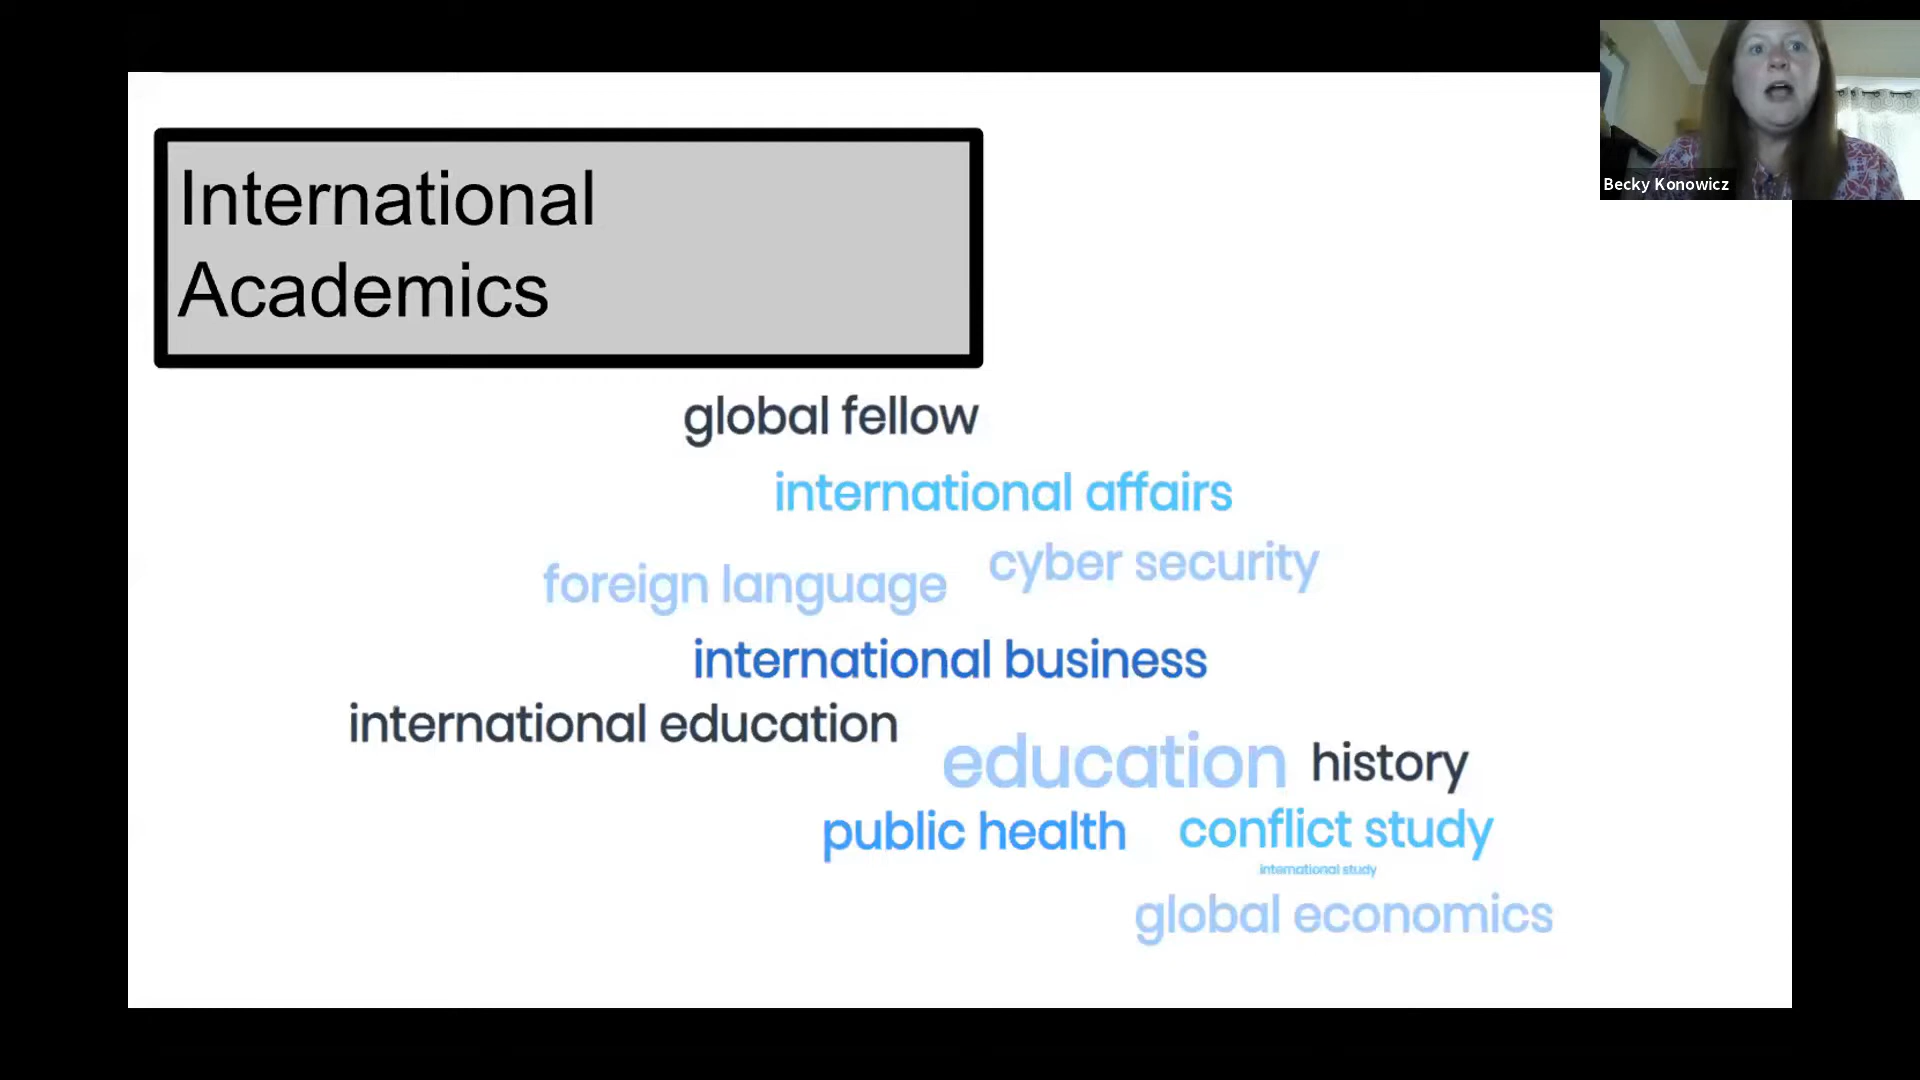 Becky Konowicz
International
Academics
global fellow
international affairs
cyber security
foreign language
international business
international education
education
history
public health
conflict study
international study
global economics